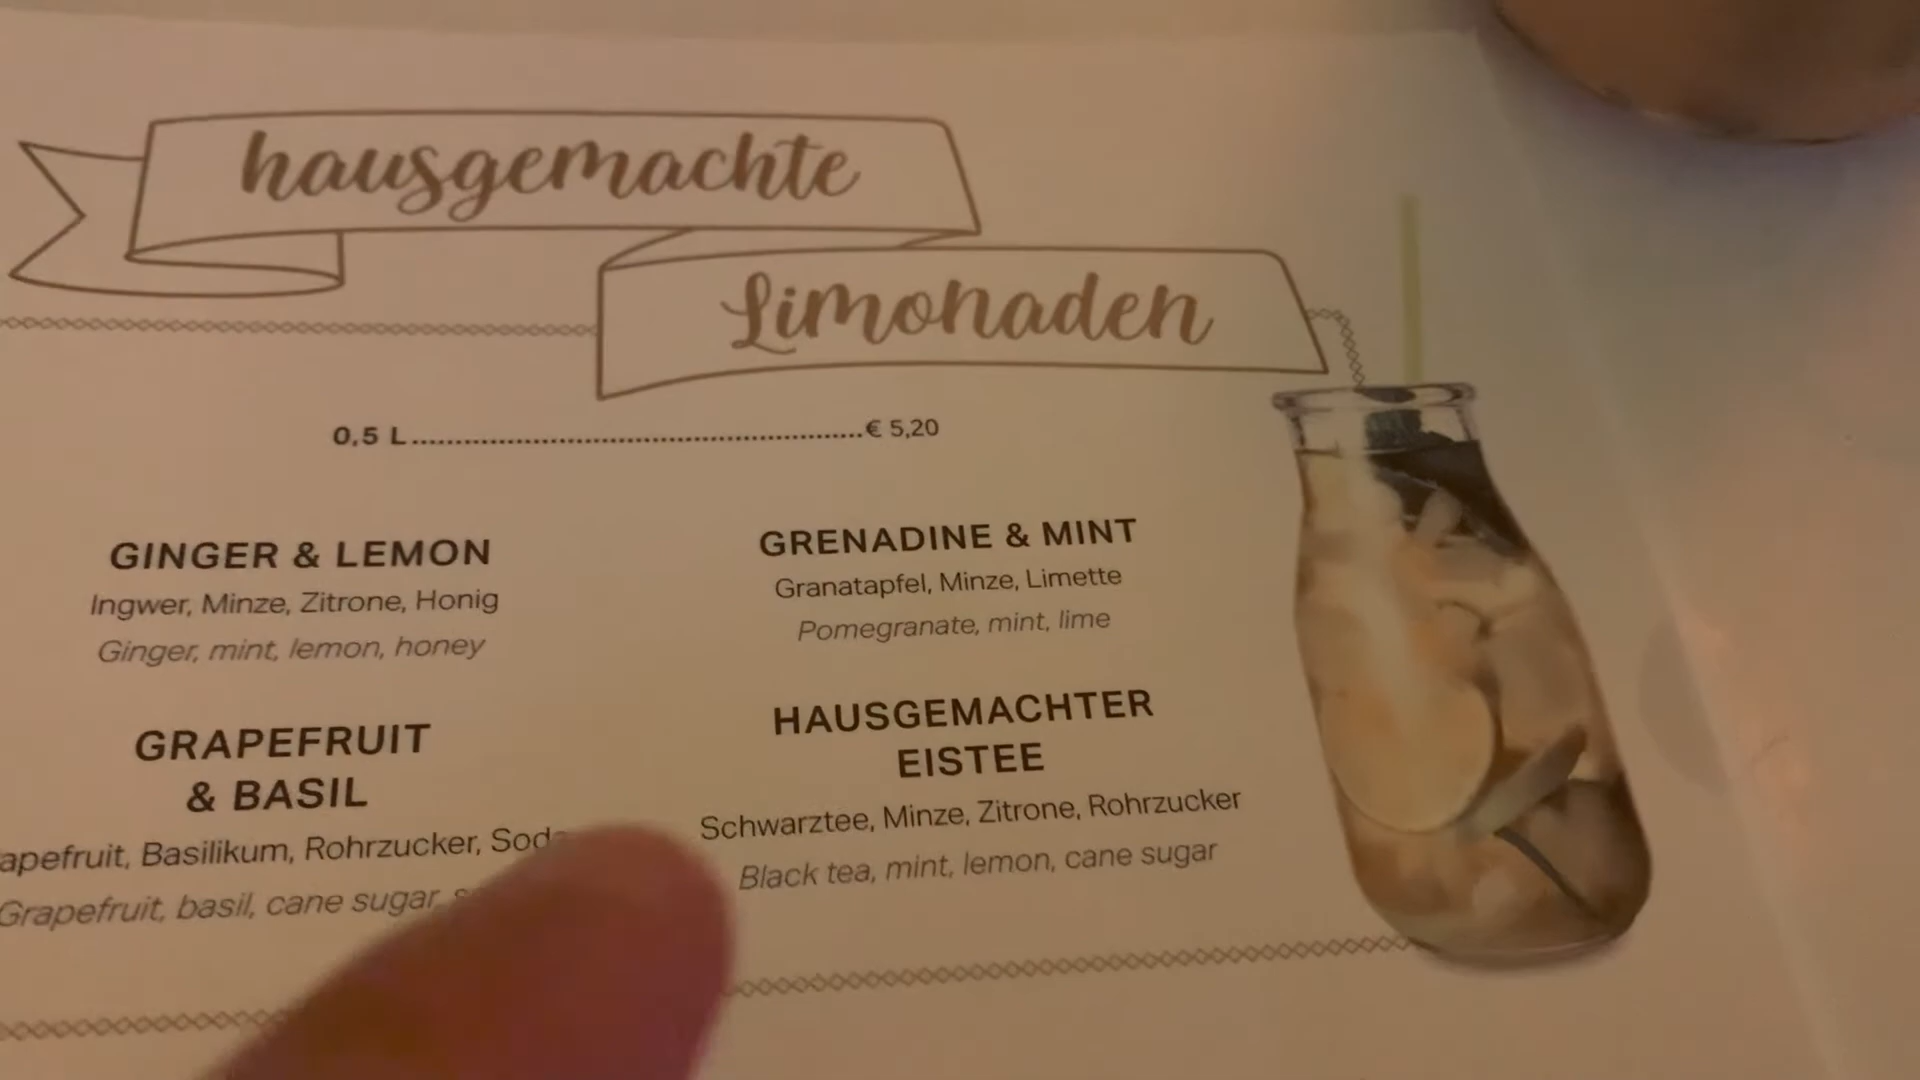 hausgemachte
Limonaden
0,5 L........................................................€ 5,20
GINGER & LEMON
Ingwer, Minze, Zitrone, Honig
Ginger, mint, lemon, honey
GRAPEFRUIT
& BASIL
Basilikum, Rohrzucker,
Grapefruit, basil, cane sugar
GRENADINE & MINT
Granatapfel, Minze, Limette
Pomegranate, mint, lime
HAUSGEMACHTER
EISTEE
Schwarztee, Minze, Zitrone, Rohrzucker
Black tea, mint, lemon, cane sugar